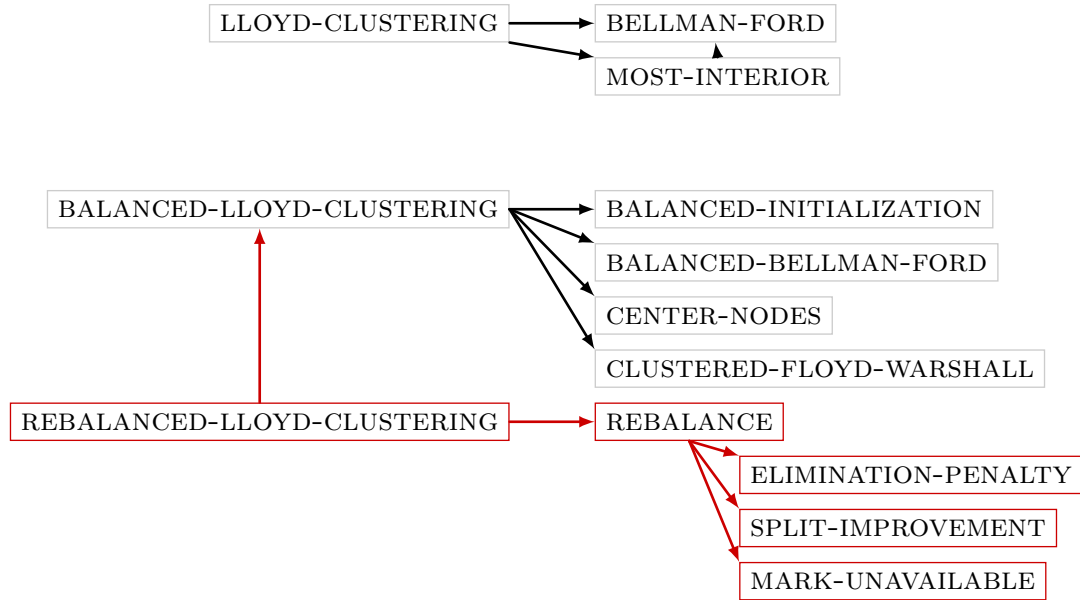 LLOYD-CLUSTERING
BELLMAN-FORD
MOST-INTERIOR
BALANCED-LLOYD-CLUSTERING
BALANCED-INITIALIZATION
BALANCED-BELLMAN-FORD
CENTER-NODES
CLUSTERED-FLOYD-WARSHALL
REBALANCED-LLOYD-CLUSTERING
REBALANCE
ELIMINATION-PENALTY
SPLIT-IMPROVEMENT
MARK-UNAVAILABLE